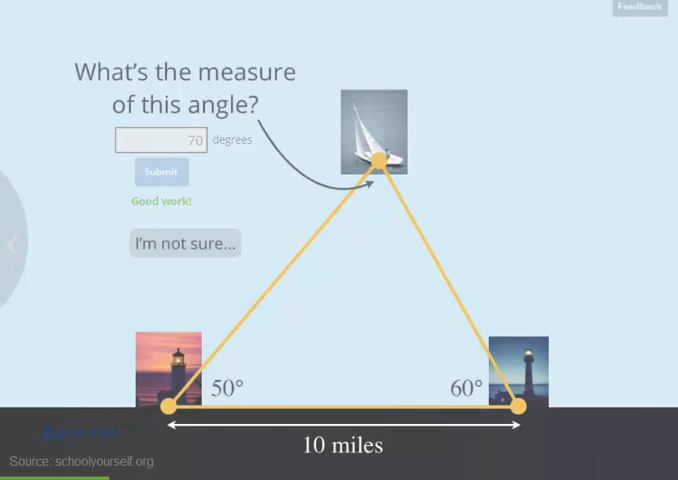 Feedback
What's the measure
of this angle?
70 degrees
Submit
Good work!
I'm not sure...
50° 60°
10 miles
Source: schoolyourself.org